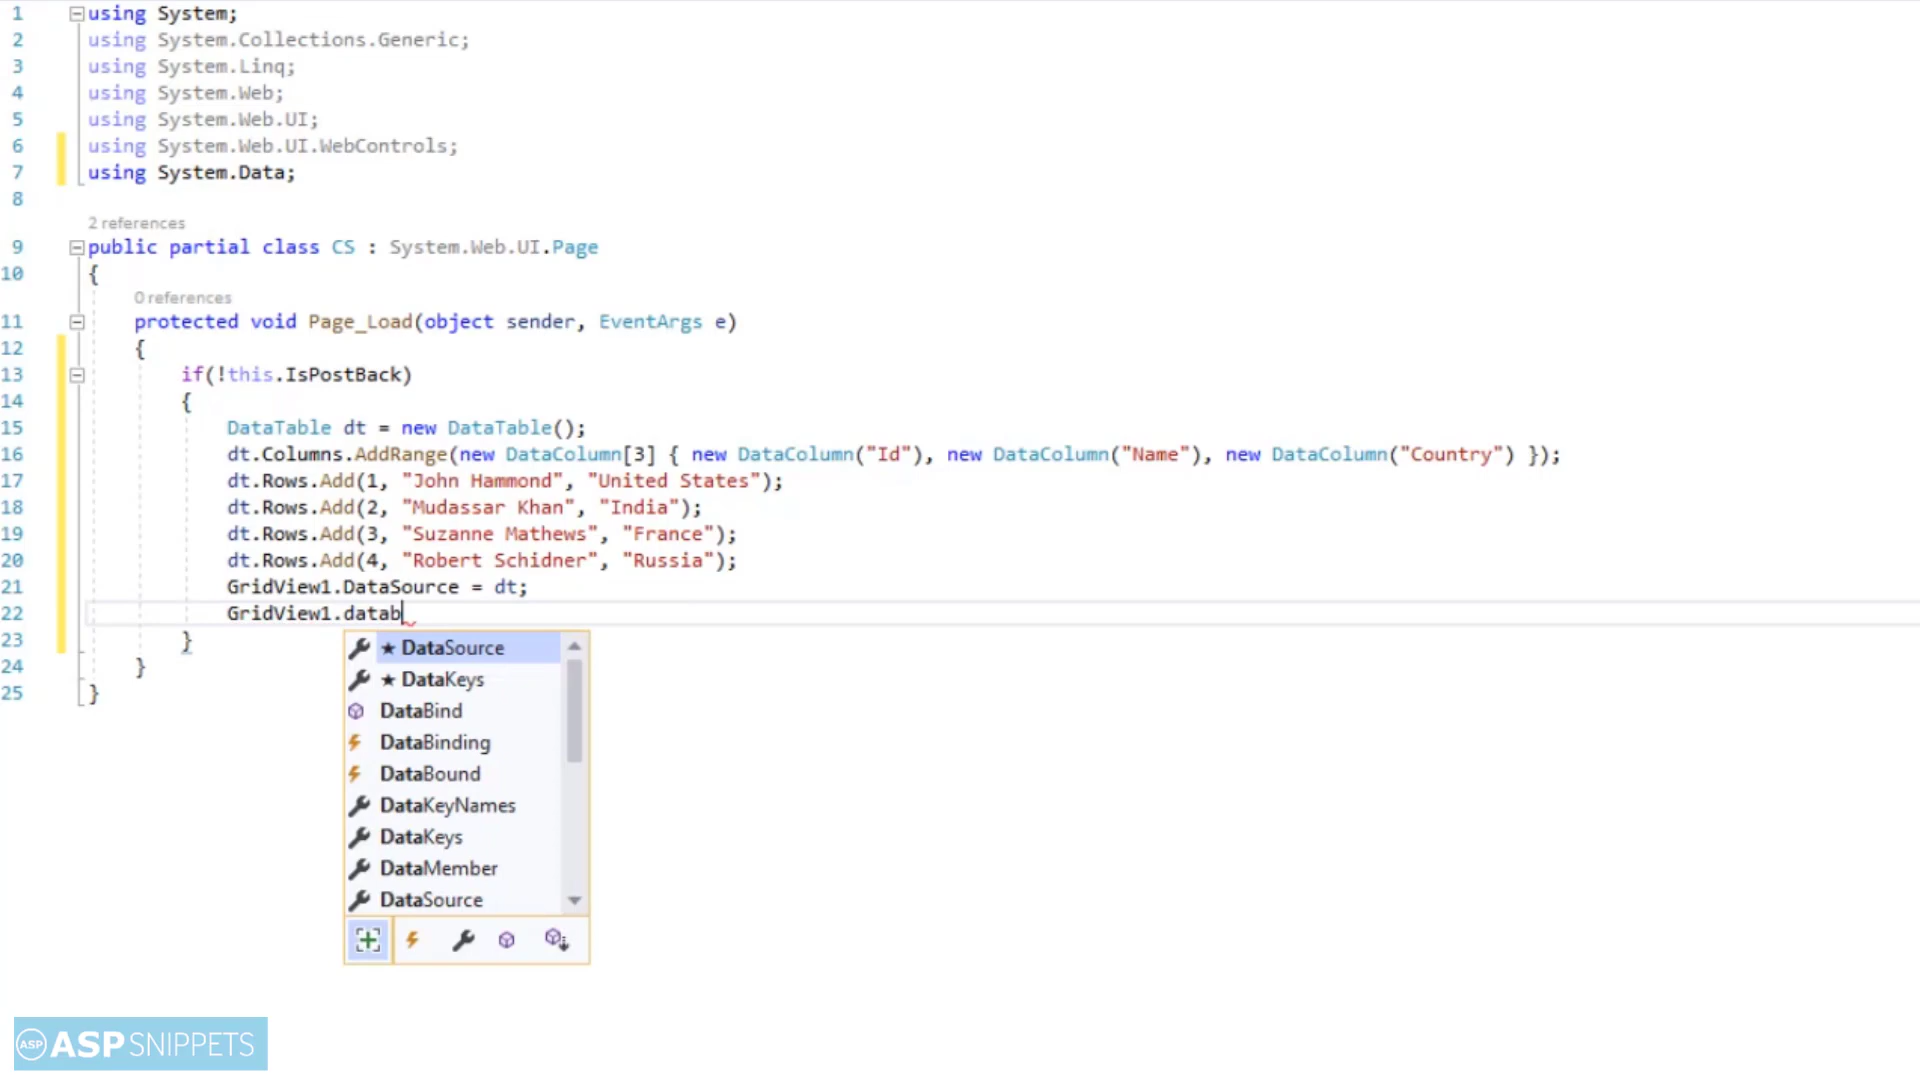 1 using System;
2 using System.Collections.Generic;
3 using System.Linq;
4 using System.Web;
5 using System.Web.UI;
6 using System.Web.UI.WebControls;
7 using System.Data;
8
2 references
9 public partial class CS : System.Web.UI.Page
10 {
0 references
11 protected void Page_Load(object sender, EventArgs e)
12 {
13 if(!this.IsPostBack)
14 {
15 DataTable dt = new DataTable();
16 dt.Columns.AddRange(new DataColumn[3] { new DataColumn("Id"), new DataColumn("Name"), new DataColumn("Country") });
17 dt.Rows.Add(1, "John Hammond", "United States");
18 dt.Rows.Add(2, "Mudassar Khan", "India");
19 dt.Rows.Add(3, "Suzanne Mathews", "France");
20 dt.Rows.Add(4, "Robert Schidner", "Russia");
21 GridView1.DataSource = dt;
22 GridView1.datab
23 }
24 }
25 }
★ DataSource
★ DataKeys
DataBind
DataBinding
DataBound
DataKeyNames
DataKeys
DataMember
DataSource
ASP ASPSNIPPETS